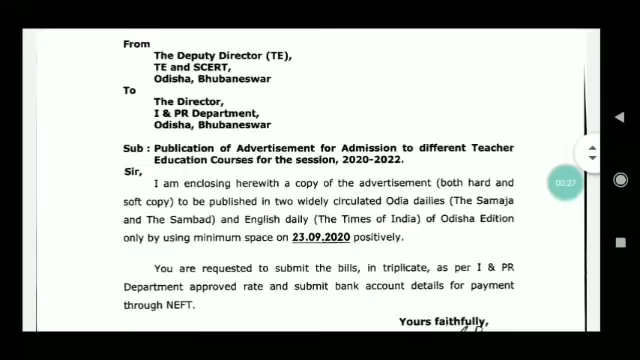 From
The Deputy Director (TE),
TE and SCERT,
Odisha, Bhubaneswar
To
The Director,
I & PR Department,
Odisha, Bhubaneswar
Sub : Publication of Advertisement for Admission to different Teacher
Education Courses for the session, 2020-2022.
Sir,
I am enclosing herewith a copy of the advertisement (both hard and
soft copy) to be published in two widely circulated Odia dailies (The Samaja
and The Sambad) and English daily (The Times of India) of Odisha Edition
only by using minimum space on 23.09.2020 positively.
You are requested to submit the bills, in triplicate, as per I & PR
Department approved rate and submit bank account details for payment
through NEFT.
Yours faithfully,
00:27